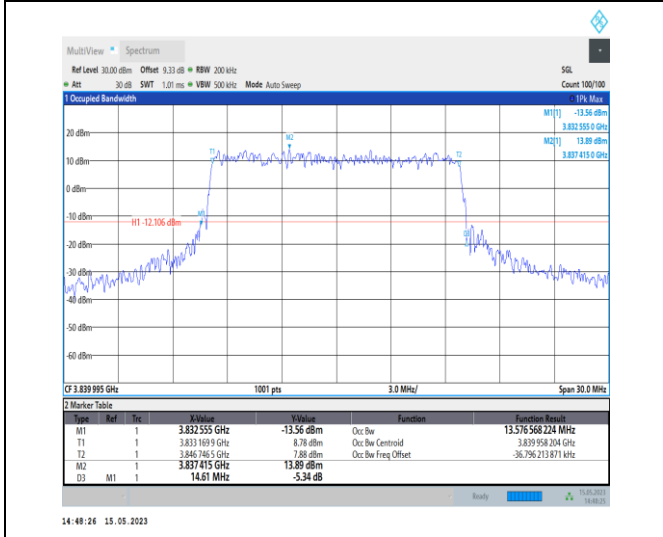 MultiView Spectrum
Ref Level 30.00 dBm Offset 9.33 dB RBW 200 kHz SGL
Att 30 dB SWT 1.01 ms VBW 500 kHz Mode Auto Sweep Count 100/100
1 Occupied Bandwidth 1Pk Max
M1[1] -13.56 dBm
3.832 555 0 GHz
M2[1] 13.89 dBm
3.837 415 0 GHz
20 dBm
M2
T1
T2
10 dBm
0 dBm
-10 dBm
M1
H1 -12.106 dBm
-20 dBm
D3
-30 dBm
-40 dBm
-50 dBm
-60 dBm
CF 3.839 995 GHz 1001 pts 3.0 MHz/ Span 30.0 MHz
2 Marker Table
Type Ref Trc X-Value Y-Value Function Function Result
M1 1 3.832 555 GHz -13.56 dBm Occ Bw 13.576 568 224 MHz
T1 1 3.833 169 9 GHz 8.78 dBm Occ Bw Centroid 3.839 958 204 GHz
T2 1 3.846 746 5 GHz 7.88 dBm Occ Bw Freq Offset -36.796 213 871 kHz
M2 1 3.837 415 GHz 13.89 dBm
D3 M1 1 14.61 MHz -5.34 dB
Ready 15.05.2023
14:48:25
14:48:26 15.05.2023